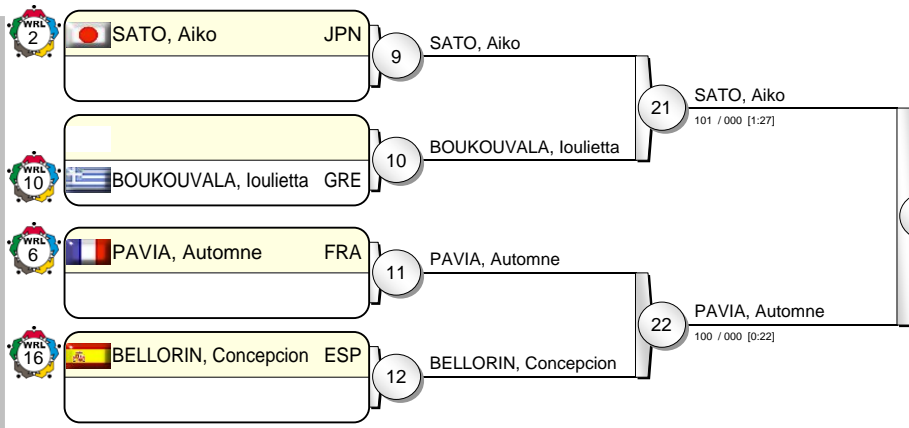 WRL
2
SATO, Aiko JPN
9
SATO, Aiko
21
SATO, Aiko
101 / 000 [1:27]
WRL
10
BOUKOUVALA, Ioulietta GRE
10
BOUKOUVALA, Ioulietta
WRL
6
PAVIA, Automne FRA
11
PAVIA, Automne
22
PAVIA, Automne
100 / 000 [0:22]
WRL
16
BELLORIN, Concepcion ESP
12
BELLORIN, Concepcion